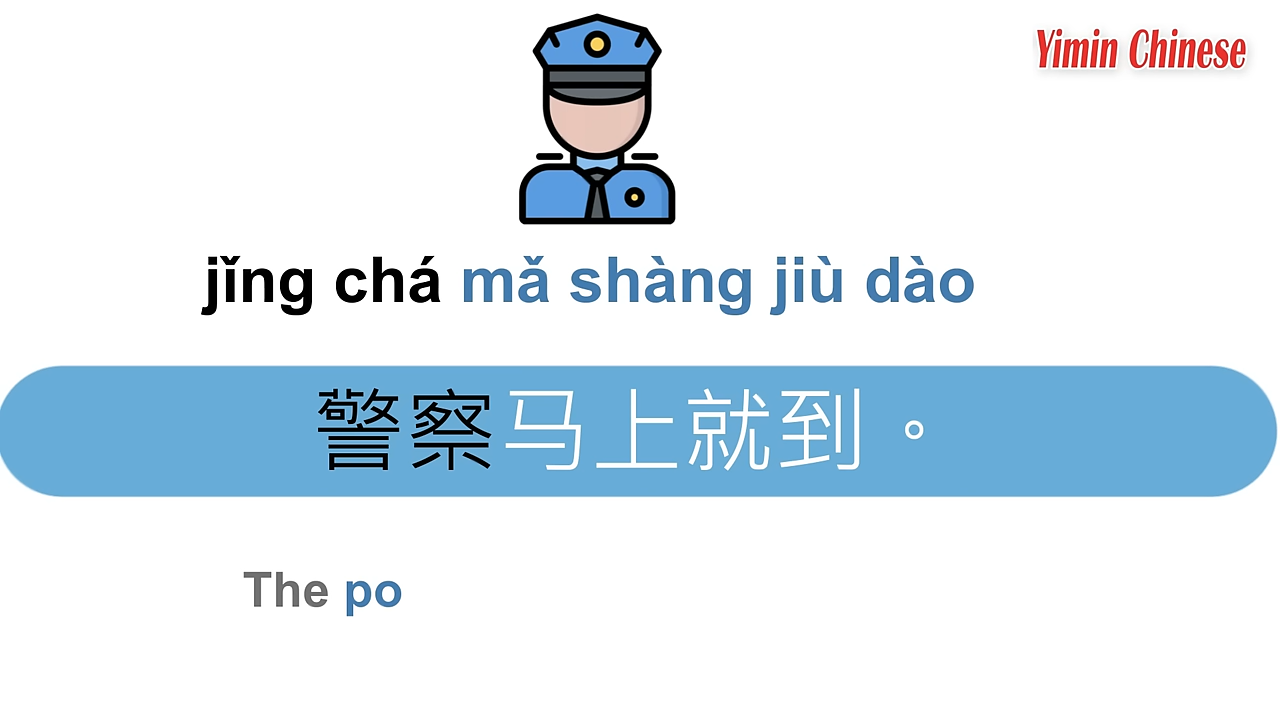 Yimin Chinese
jǐng chá mǎ shàng jiù dào
警察马上就到。
The po